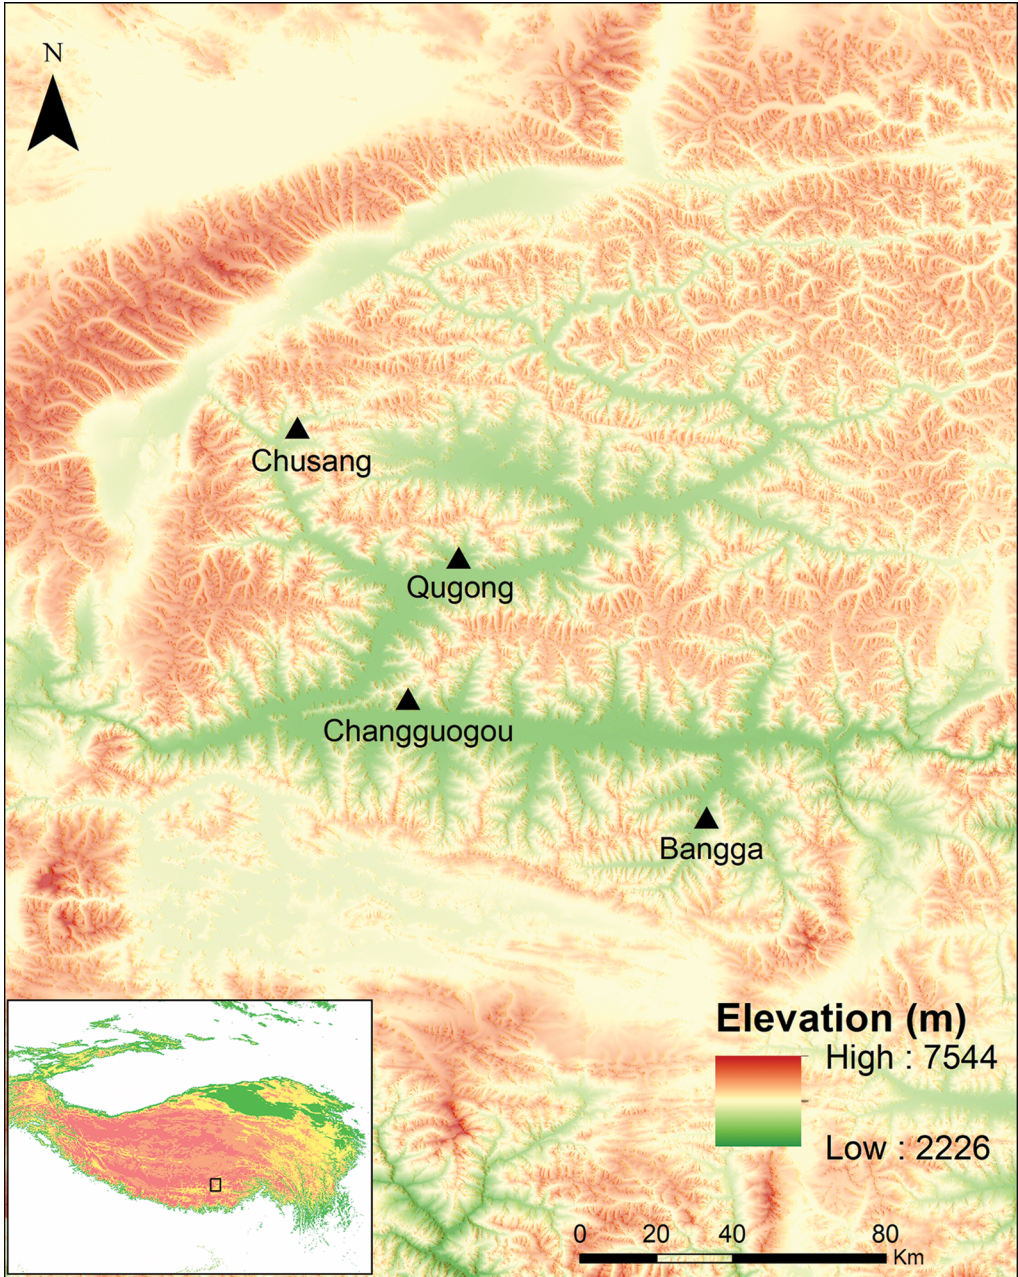 N
Chusang
Qugong
Changguogou
Bangga
Elevation (m)
High : 7544
Low : 2226
0 20 40 80
Km